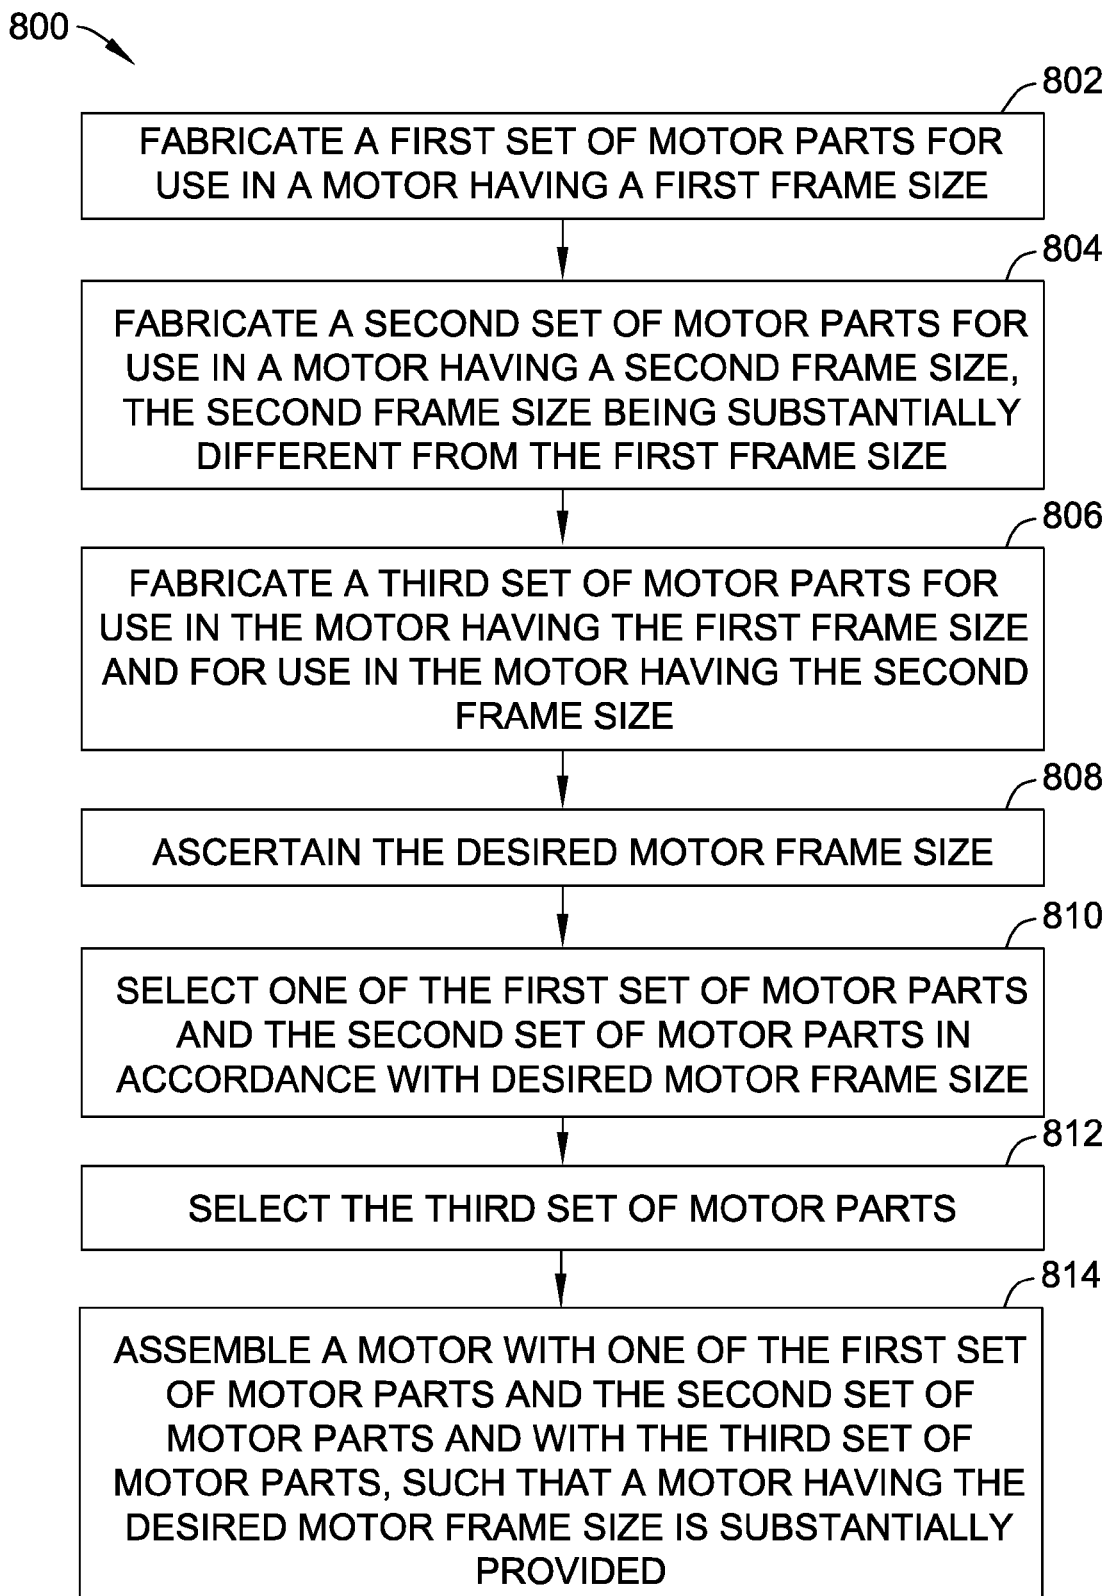 800
802
FABRICATE A FIRST SET OF MOTOR PARTS FOR
USE IN A MOTOR HAVING A FIRST FRAME SIZE
804
FABRICATE A SECOND SET OF MOTOR PARTS FOR
USE IN A MOTOR HAVING A SECOND FRAME SIZE,
THE SECOND FRAME SIZE BEING SUBSTANTIALLY
DIFFERENT FROM THE FIRST FRAME SIZE
806
FABRICATE A THIRD SET OF MOTOR PARTS FOR
USE IN THE MOTOR HAVING THE FIRST FRAME SIZE
AND FOR USE IN THE MOTOR HAVING THE SECOND
FRAME SIZE
808
ASCERTAIN THE DESIRED MOTOR FRAME SIZE
810
SELECT ONE OF THE FIRST SET OF MOTOR PARTS
AND THE SECOND SET OF MOTOR PARTS IN
ACCORDANCE WITH DESIRED MOTOR FRAME SIZE
812
SELECT THE THIRD SET OF MOTOR PARTS
814
ASSEMBLE A MOTOR WITH ONE OF THE FIRST SET
OF MOTOR PARTS AND THE SECOND SET OF
MOTOR PARTS AND WITH THE THIRD SET OF
MOTOR PARTS, SUCH THAT A MOTOR HAVING THE
DESIRED MOTOR FRAME SIZE IS SUBSTANTIALLY
PROVIDED